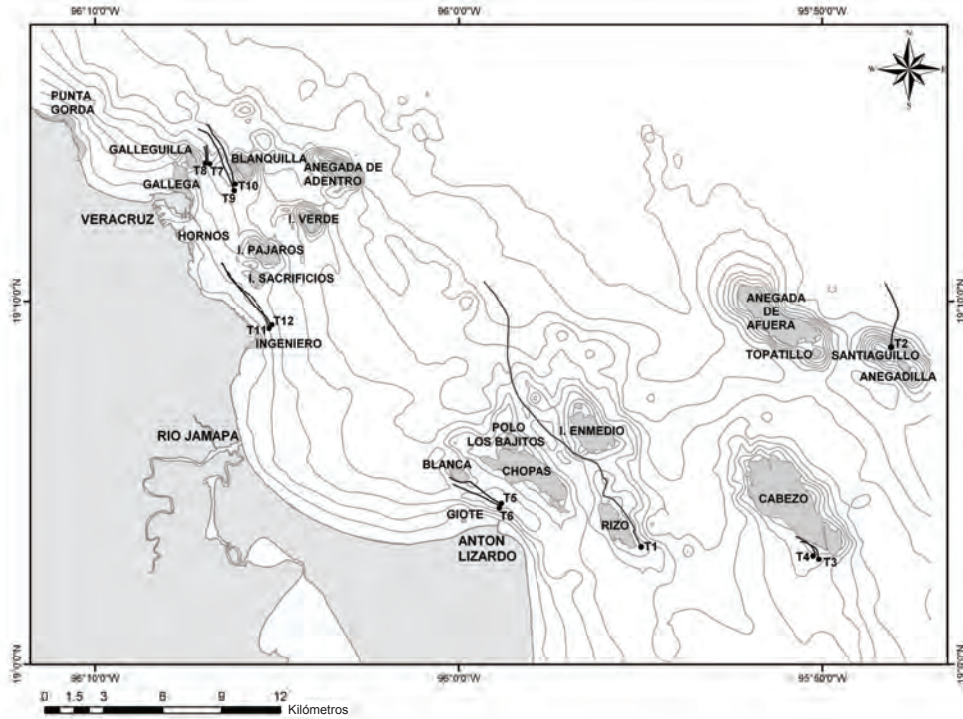 96°10'0"W
96°0'0"W
95°50'0"W
N
W
E
S
PUNTA
GORDA
GALLEGUILLA
T8
T7
BLANQUILLA
ANEGADA DE
ADENTRO
GALLEGA
T10
T9
VERACRUZ
I. VERDE
HORNOS
I. PAJAROS
I. SACRIFICIOS
19°10'0"N
T12
T11
INGENIERO
ANEGADA
DE
AFUERA
TOPATILLO
T2
SANTIAGUILLO
ANEGADILLA
RIO JAMAPA
POLO
LOS BAJITOS
I. ENMEDIO
BLANCA
CHOPAS
CABEZO
T5
T6
GIOTE
RIZO
ANTON
LIZARDO
T1
T4
T3
19°0'0"N
96°10'0"W
96°0'0"W
95°50'0"W
0 1.5 3 6 9 12
Kilómetros